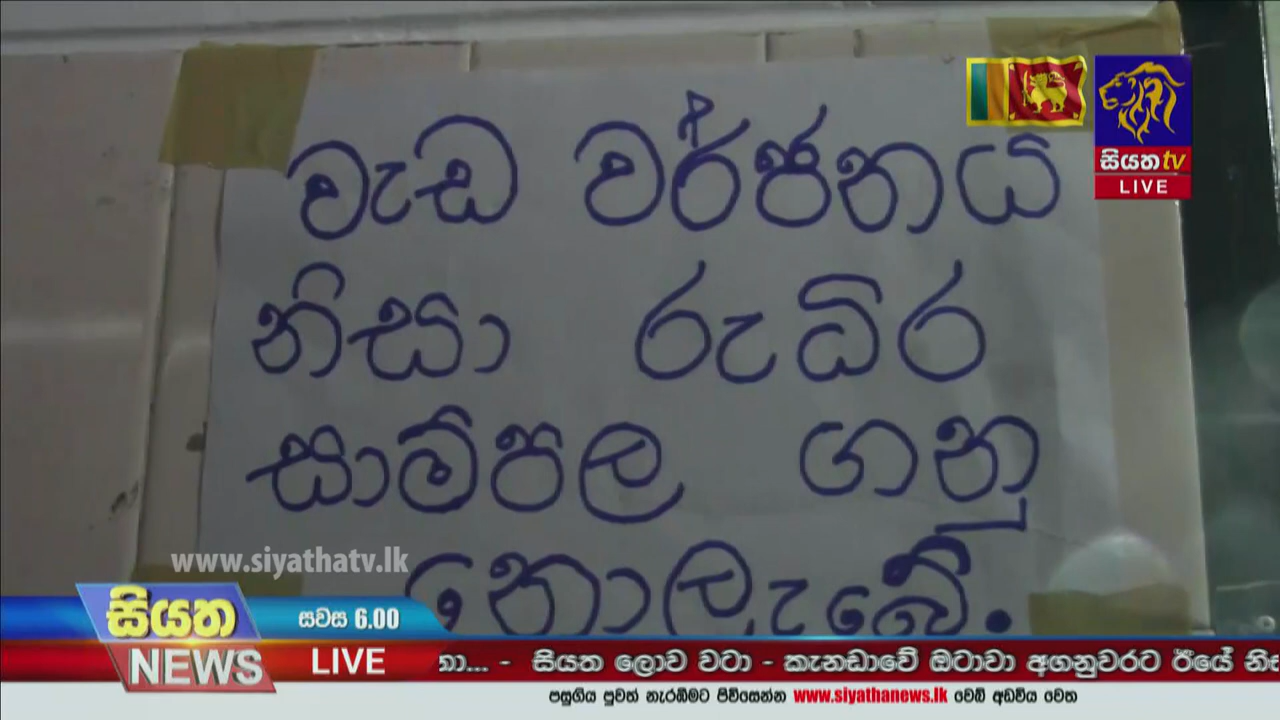 වැඩ වර්ජනය
නිසා රුධිර
සාම්පල ගනු
නොලැබේ.
සියත tv
LIVE
www.siyathatv.lk
සියත
NEWS
සවස 6.00
LIVE
සියත ලොව වටා - කැනඩාවේ ඔටාවා අගනුවරට ඊයේ
පසුගිය පුවත් නැරඹීමට පිවිසෙන්න www.siyathanews.lk වෙබ් අඩවිය වෙත